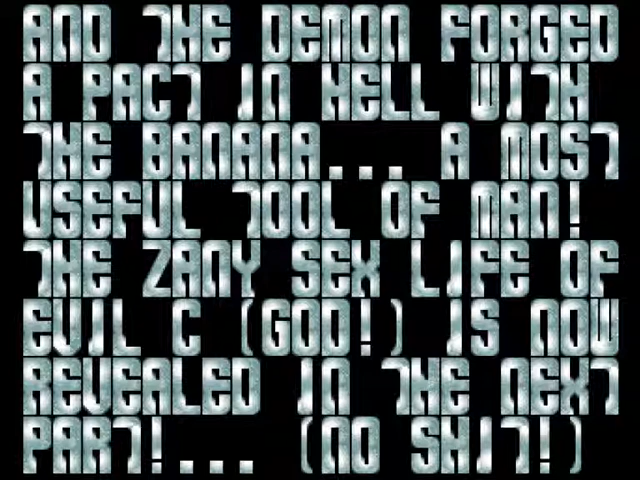 AND THE DEMON FORGED
A PACT IN HELL WITH
THE BANANA... A MOST
USEFUL TOOL OF MAN!
THE ZANY SEX LIFE OF
EVIL C (GOD!) IS NOW
REVEALED IN THE NEXT
PART!... (NO SHIT!)